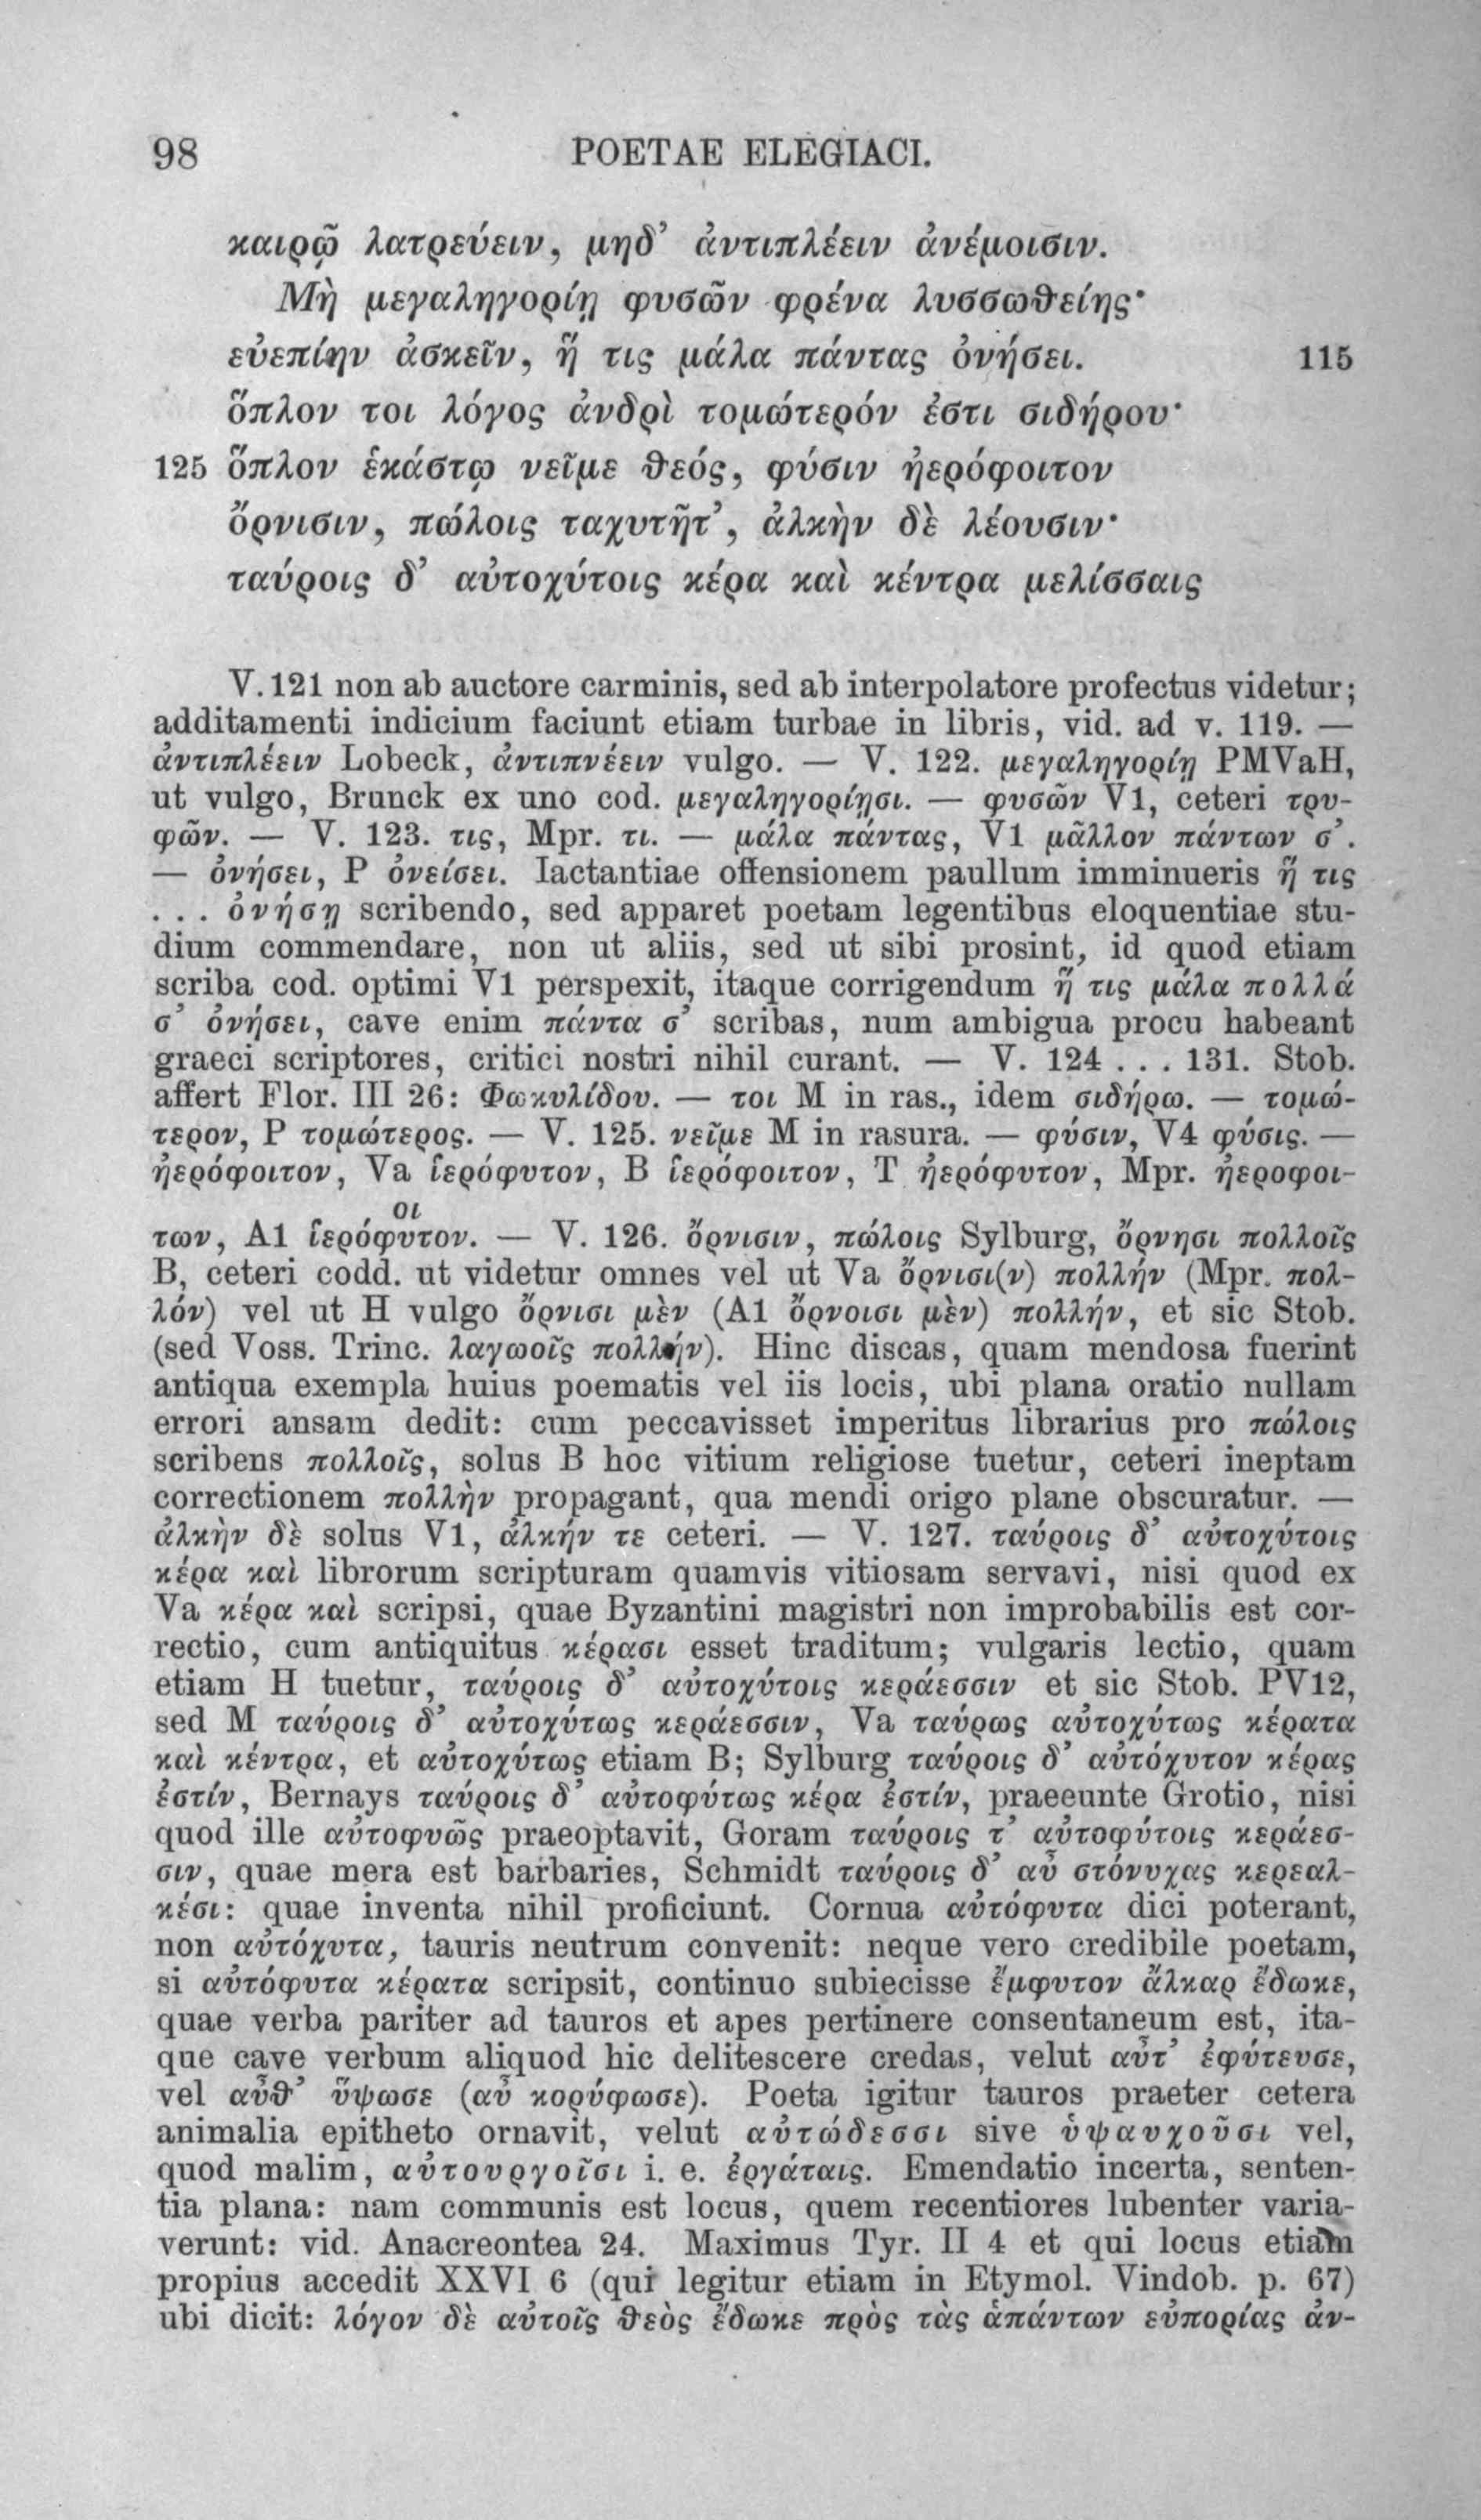 98 POETAE ELEGIACI.
καιρῷ λατρεύειν, μηδ’ ἀντιπλέειν ἀνέμοισιν.
Μὴ μεγαληγορίῃ φυσῶν φρένα λυσσωθείης·
εὐεπίην ἀσκεῖν, ἥ τις μάλα πάντας ὀνήσει. 115
ὅπλον τοι λόγος ἀνδρὶ τομώτερόν ἐστι σιδήρου·
125 ὅπλον ἑκάστῳ νεῖμε θεός, φύσιν ἠερόφοιτον
ὄρνισιν, πώλοις ταχυτῆτ’, ἀλκὴν δὲ λέουσιν·
ταύροις δ’ αὐτοχύτοις κέρα καὶ κέντρα μελίσσαις
V. 121 non ab auctore carminis, sed ab interpolatore profectus videtur;
additamenti indicium faciunt etiam turbae in libris, vid. ad v. 119. —
ἀντιπλέειν Lobeck, ἀντιπνέειν vulgo. — V. 122. μεγαληγορίῃ PMVaH,
ut vulgo, Brunck ex uno cod. μεγαληγορίῃσι. — φυσῶν V1, ceteri τρυ-
φῶν. — V. 123. τις, Mpr. τι. — μάλα πάντας, V1 μᾶλλον πάντων σ’.
— ὀνήσει, P ὀνείσει. Iactantiae offensionem paullum imminueris ἥ τις
. . . ὀνήσῃ scribendo, sed apparet poetam legentibus eloquentiae stu-
dium commendare, non ut aliis, sed ut sibi prosint, id quod etiam
scriba cod. optimi V1 perspexit, itaque corrigendum ἥ τις μάλα πολλά
σ’ ὀνήσει, cave enim πάντα σ’ scribas, num ambigua procu habeant
graeci scriptores, critici nostri nihil curant. — V. 124 . . . 131. Stob.
affert Flor. III 26: Φωκυλίδου. — τοι M in ras., idem σιδήρω. — τομώ-
τερον, P τομώτερος. — V. 125. νεῖμε M in rasura. — φύσιν, V4 φύσις. —
ἠερόφοιτον, Va ἱερόφυτον, B ἱερόφοιτον, T ἠερόφυτον, Mpr. ἠεροφοι-
οι
των, A1 ἱερόφυτον. — V. 126. ὄρνισιν, πώλοις Sylburg, ὄρνησι πολλοῖς
B, ceteri codd. ut videtur omnes vel ut Va ὄρνισι(ν) πολλήν (Mpr. πολ-
λόν) vel ut H vulgo ὄρνισι μὲν (A1 ὄρνοισι μὲν) πολλήν, et sic Stob.
(sed Voss. Trinc. λαγωοῖς πολλήν). Hinc discas, quam mendosa fuerint
antiqua exempla huius poematis vel iis locis, ubi plana oratio nullam
errori ansam dedit: cum peccavisset imperitus librarius pro πώλοις
scribens πολλοῖς, solus B hoc vitium religiose tuetur, ceteri ineptam
correctionem πολλὴν propagant, qua mendi origo plane obscuratur. —
ἀλκὴν δὲ solus V1, ἀλκήν τε ceteri. — V. 127. ταύροις δ’ αὐτοχύτοις
κέρα καὶ librorum scripturam quamvis vitiosam servavi, nisi quod ex
Va κέρα καὶ scripsi, quae Byzantini magistri non improbabilis est cor-
rectio, cum antiquitus κέρασι esset traditum; vulgaris lectio, quam
etiam H tuetur, ταύροις δ’ αὐτοχύτοις κεράεσσιν et sic Stob. PV12,
sed M ταύροις δ’ αὐτοχύτως κεράεσσιν, Va ταύρως αὐτοχύτως κέρατα
καὶ κέντρα, et αὐτοχύτως etiam B; Sylburg ταύροις δ’ αὐτόχυτον κέρας
ἐστίν, Bernays ταύροις δ’ αὐτοφύτως κέρα ἐστίν, praeeunte Grotio, nisi
quod ille αὐτοφυῶς praeoptavit, Goram ταύροις τ’ αὐτοφύτοις κεράεσ-
σιν, quae mera est barbaries, Schmidt ταύροις δ’ αὖ στόνυχας κερεαλ-
κέσι: quae inventa nihil proficiunt. Cornua αὐτόφυτα dici poterant,
non αὐτόχυτα, tauris neutrum convenit: neque vero credibile poetam,
si αὐτόφυτα κέρατα scripsit, continuo subiecisse ἔμφυτον ἄλκαρ ἔδωκε,
quae verba pariter ad tauros et apes pertinere consentaneum est, ita-
que cave verbum aliquod hic delitescere credas, velut αὖτ’ ἐφύτευσε,
vel αὖθ’ ὕψωσε (αὖ κορύφωσε). Poeta igitur tauros praeter cetera
animalia epitheto ornavit, velut αὐτώδεσσι sive ὑψαυχοῦσι vel,
quod malim, αὐτουργοῖσι i. e. ἐργάταις. Emendatio incerta, senten-
tia plana: nam communis est locus, quem recentiores lubenter varia-
verunt: vid. Anacreontea 24. Maximus Tyr. II 4 et qui locus etiam
propius accedit XXVI 6 (qui legitur etiam in Etymol. Vindob. p. 67)
ubi dicit: λόγον δὲ αὐτοῖς θεὸς ἔδωκε πρὸς τὰς ἁπάντων εὐπορίας ἀν-